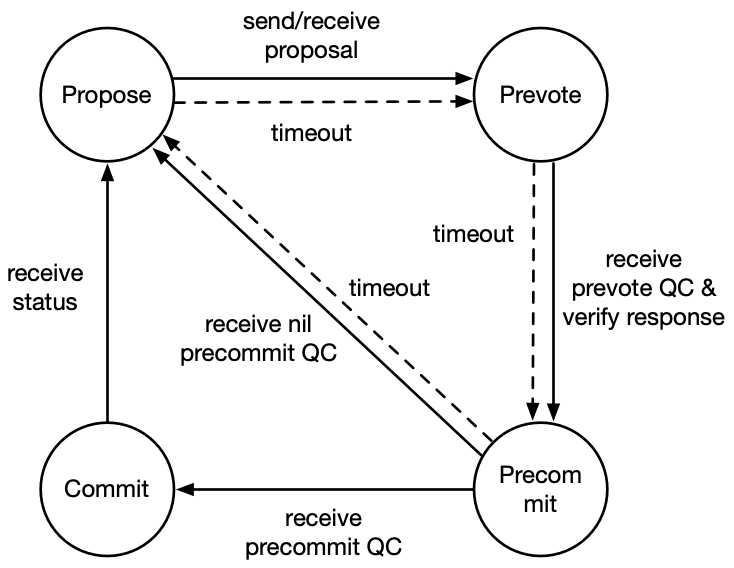 send/receive
proposal
Propose
Prevote
timeout
timeout
receive
prevote QC &
verify response
receive
status
timeout
receive nil
precommit QC
Commit
Precom
mit
receive
precommit QC